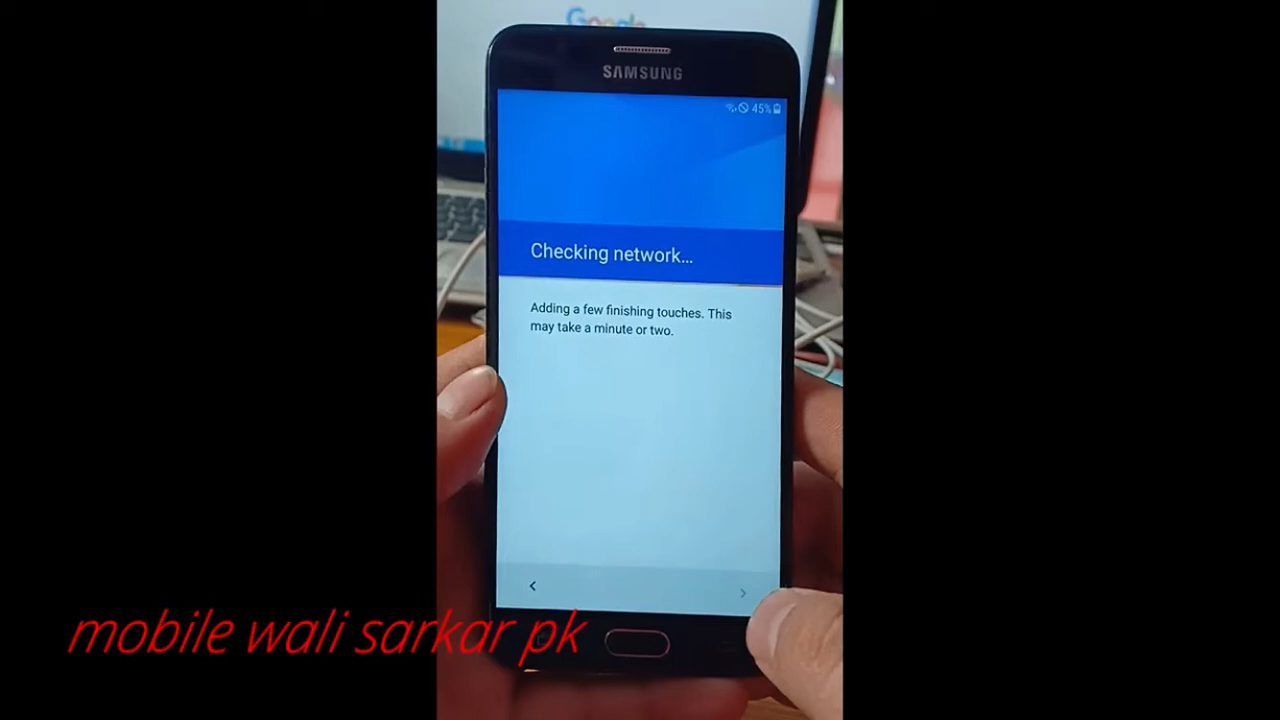 Google
SAMSUNG
45%
Checking network...
Adding a few finishing touches. This
may take a minute or two.
mobile wali sarkar pk